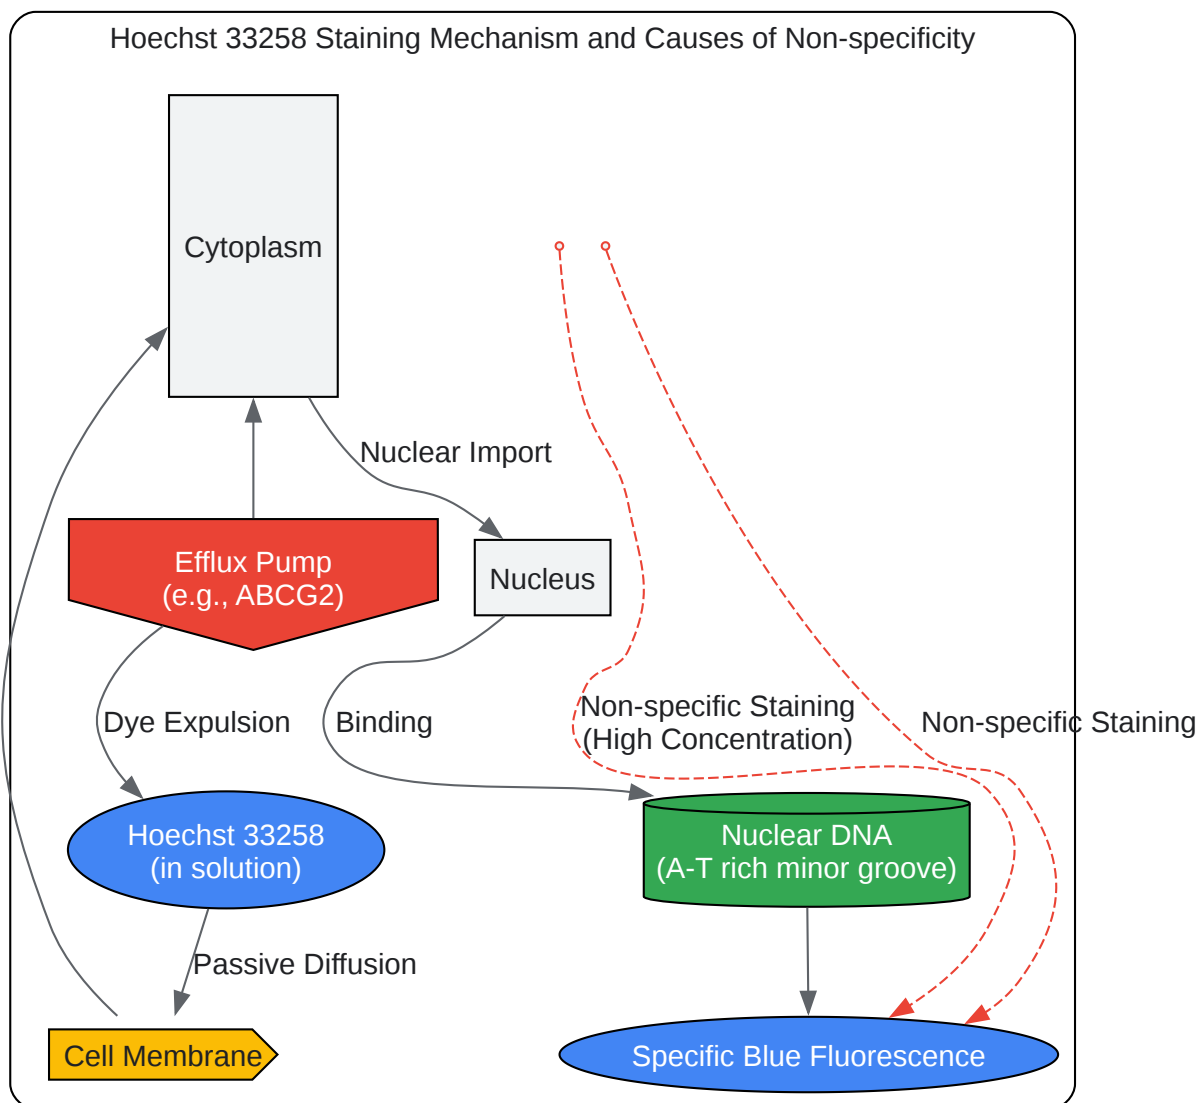 Hoechst 33258 Staining Mechanism and Causes of Non-specificity
Cytoplasm
Nuclear Import
Efflux Pump
(e.g., ABCG2)
Nucleus
Dye Expulsion
Binding
Non-specific Staining
(High Concentration)
Non-specific Staining
Hoechst 33258
(in solution)
Nuclear DNA
(A-T rich minor groove)
Passive Diffusion
Cell Membrane
Specific Blue Fluorescence